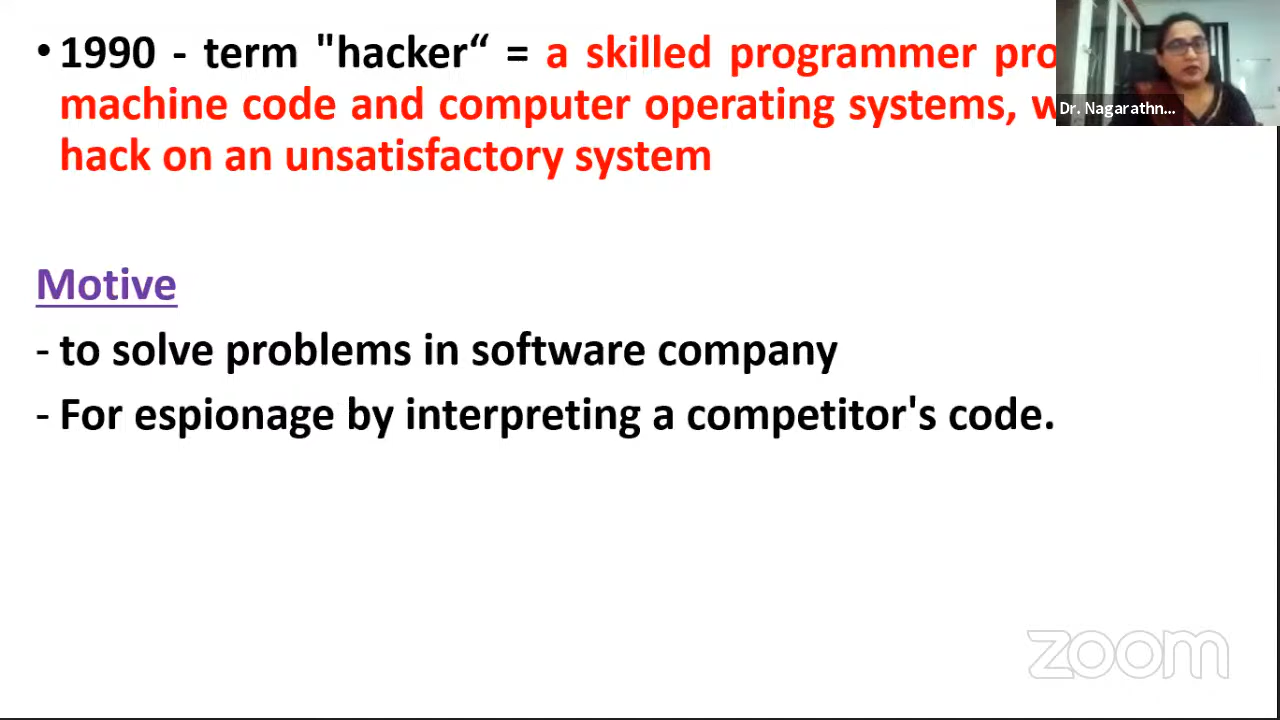 • 1990 - term "hacker“ = a skilled programmer
machine code and computer operating systems,
hack on an unsatisfactory system
Motive
- to solve problems in software company
- For espionage by interpreting a competitor's code.
Dr. Nagarathn...
zoom